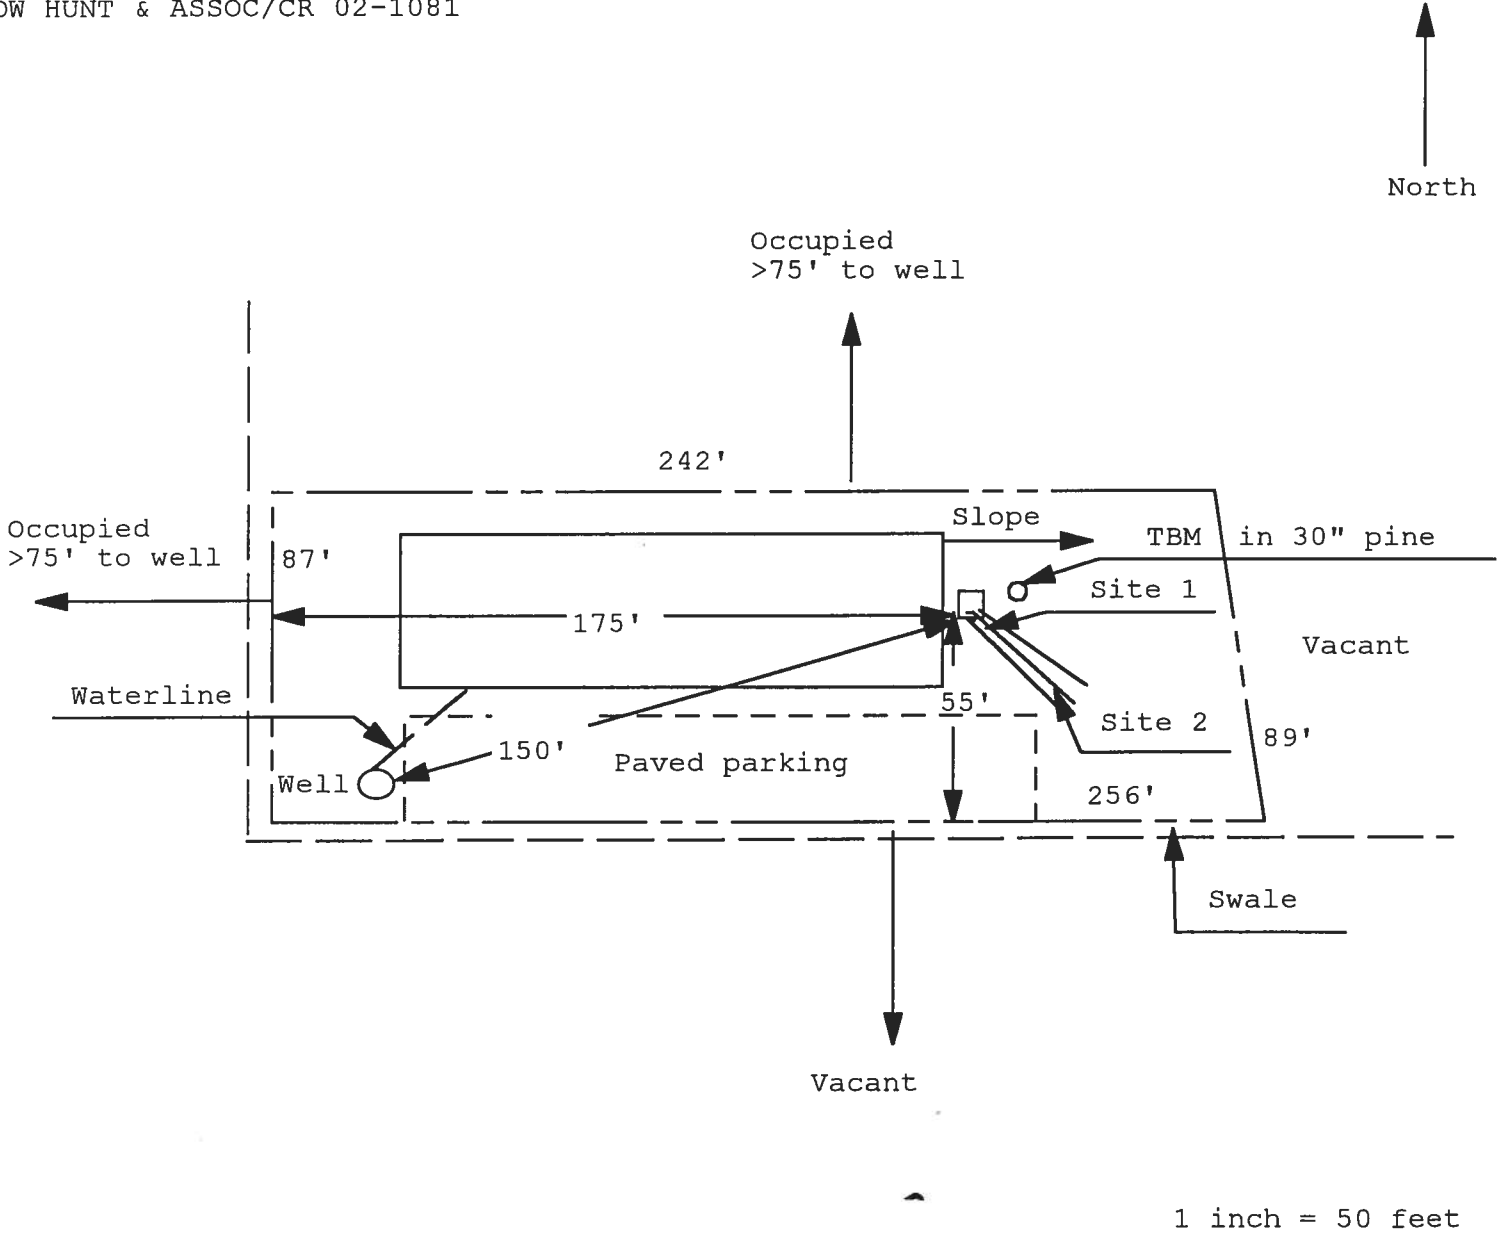 OW HUNT & ASSOC/CR 02-1081
North
Occupied
>75' to well
242'
Slope
Occupied
>75' to well
87'
TBM in 30" pine
Site 1
175'
Vacant
Waterline
55'
Site 2
89'
150'
Paved parking
Well
256'
Swale
Vacant
1 inch = 50 feet